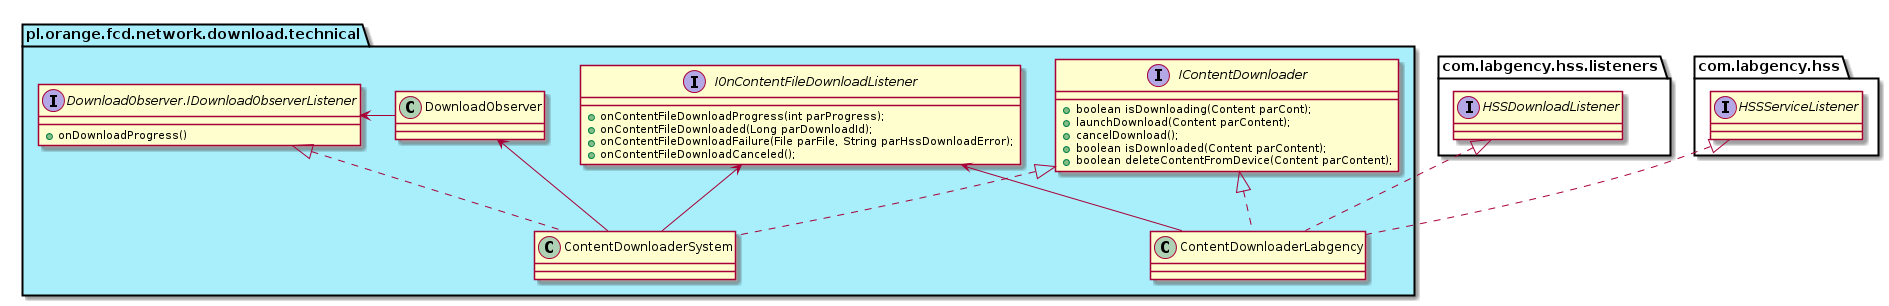 pl.orange.fcd.network.download.technical
I DownloadObserver.IDownloadObserverListener
onDownloadProgress()
C DownloadObserver
I IOnContentFileDownloadListener
onContentFileDownloadProgress(int parProgress);
onContentFileDownloaded(Long parDownloadId);
onContentFileDownloadFailure(File parFile, String parHssDownloadError);
onContentFileDownloadCanceled();
I IContentDownloader
boolean isDownloading(Content parCont);
launchDownload(Content parContent);
cancelDownload();
boolean isDownloaded(Content parContent);
boolean deleteContentFromDevice(Content parContent);
com.labgency.hss.listeners
I HSSDownloadListener
com.labgency.hss
I HSSServiceListener
C ContentDownloaderSystem
C ContentDownloaderLabgency